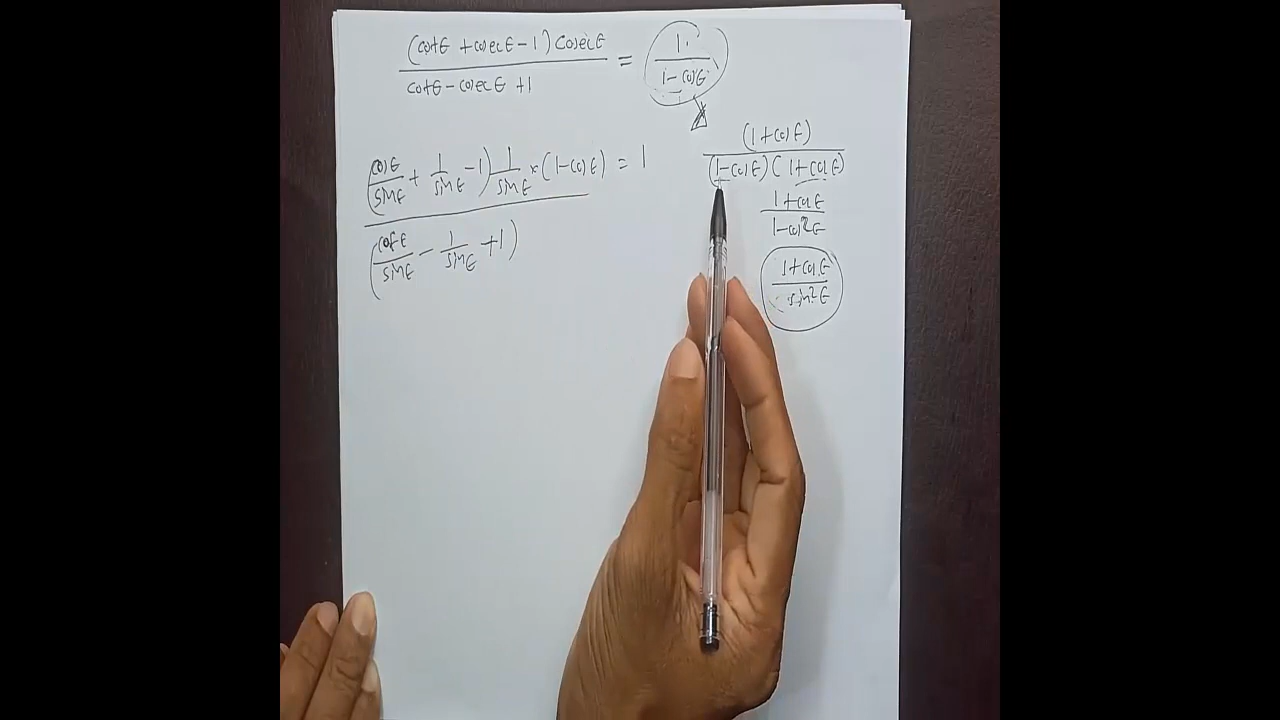 (cotθ + cosecθ - 1) cosecθ / cotθ - cosecθ + 1 = 1 / 1 - cosθ
(cosθ/sinθ + 1/sinθ - 1) 1/sinθ × (1 - cosθ) = 1
(cosθ/sinθ - 1/sinθ + 1)
(1 + cosθ)
(1 - cosθ)(1 + cosθ)
1 + cosθ
1 - cos²θ
1 + cosθ
sin²θ